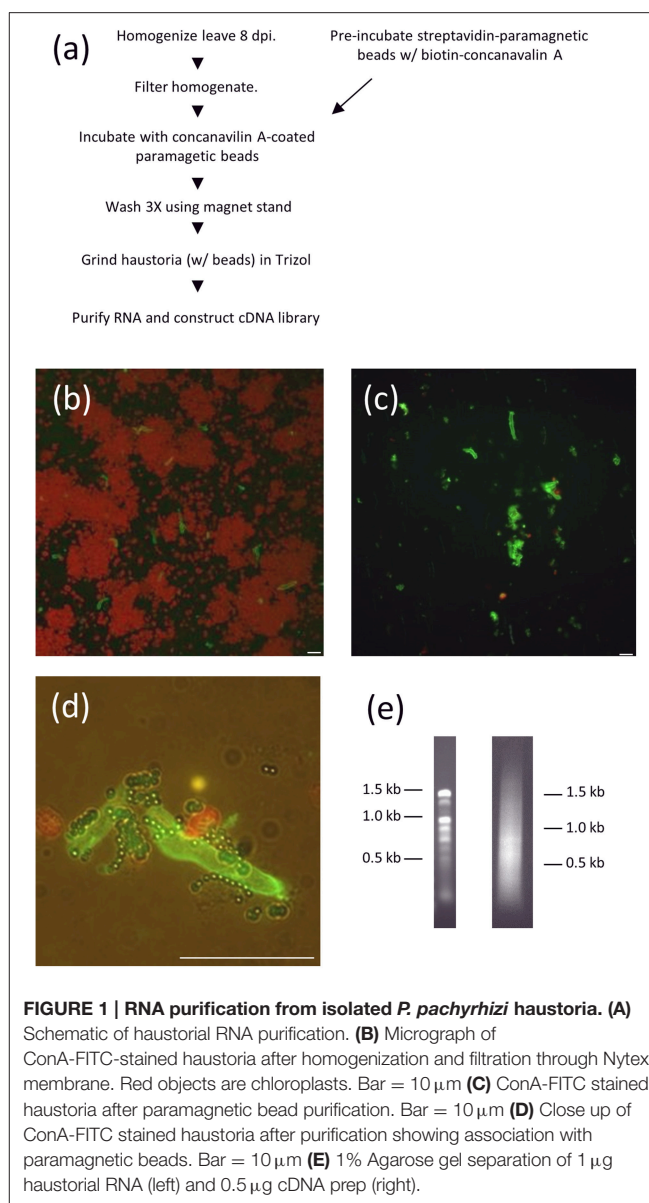 (a)
Homogenize leave 8 dpi.
Filter homogenate.
Incubate with concanavilin A-coated
paramagetic beads
Wash 3X using magnet stand
Grind haustoria (w/ beads) in Trizol
Purify RNA and construct cDNA library
Pre-incubate streptavidin-paramagnetic
beads w/ biotin-concanavalin A
(b)
(c)
(d)
(e)
1.5 kb
1.0 kb
0.5 kb
1.5 kb
1.0 kb
0.5 kb
FIGURE 1 | RNA purification from isolated P. pachyrhizi haustoria. (A)
Schematic of haustorial RNA purification. (B) Micrograph of
ConA-FITC-stained haustoria after homogenization and filtration through Nytex
membrane. Red objects are chloroplasts. Bar = 10 μm (C) ConA-FITC stained
haustoria after paramagnetic bead purification. Bar = 10 μm (D) Close up of
ConA-FITC stained haustoria after purification showing association with
paramagnetic beads. Bar = 10 μm (E) 1% Agarose gel separation of 1 μg
haustorial RNA (left) and 0.5 μg cDNA prep (right).